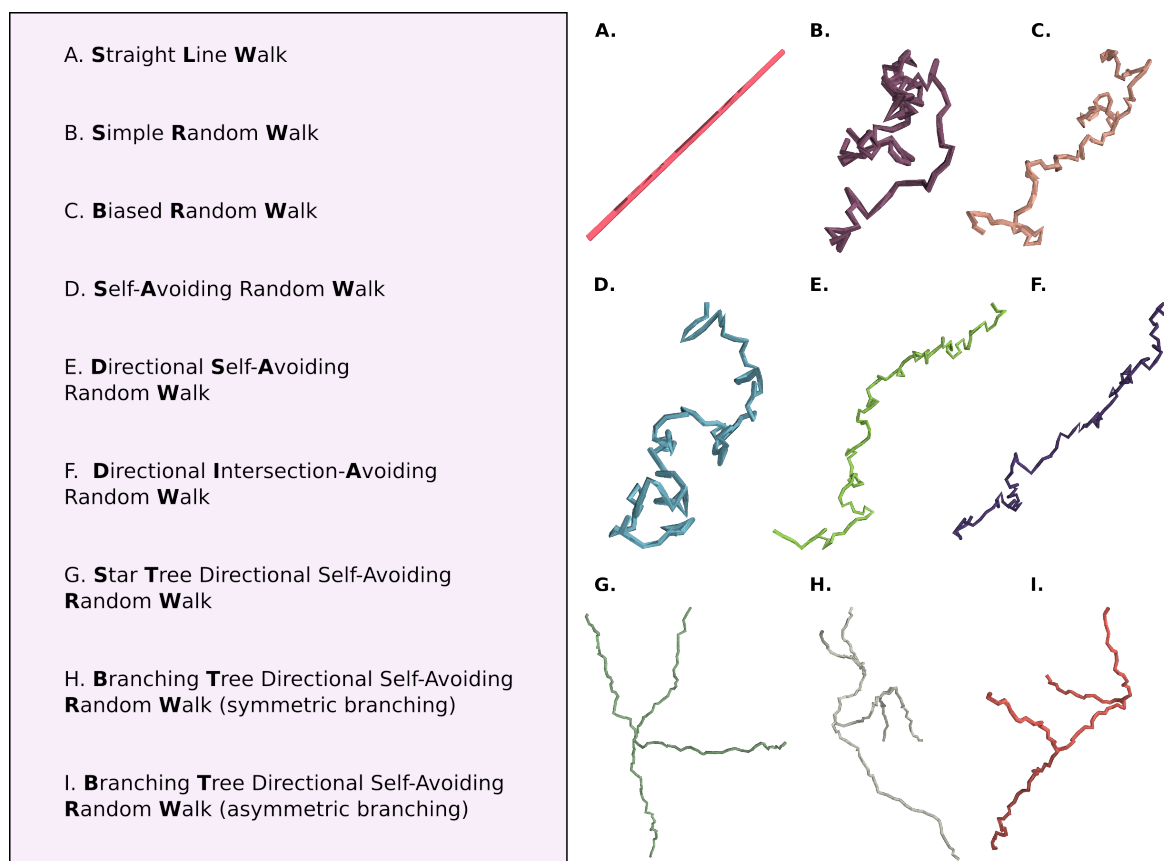 A. Straight Line Walk
B. Simple Random Walk
C. Biased Random Walk
D. Self-Avoiding Random Walk
E. Directional Self-Avoiding
Random Walk
F. Directional Intersection-Avoiding
Random Walk
G. Star Tree Directional Self-Avoiding
Random Walk
H. Branching Tree Directional Self-Avoiding
Random Walk (symmetric branching)
I. Branching Tree Directional Self-Avoiding
Random Walk (asymmetric branching)
A.
B.
C.
D.
E.
F.
G.
H.
I.